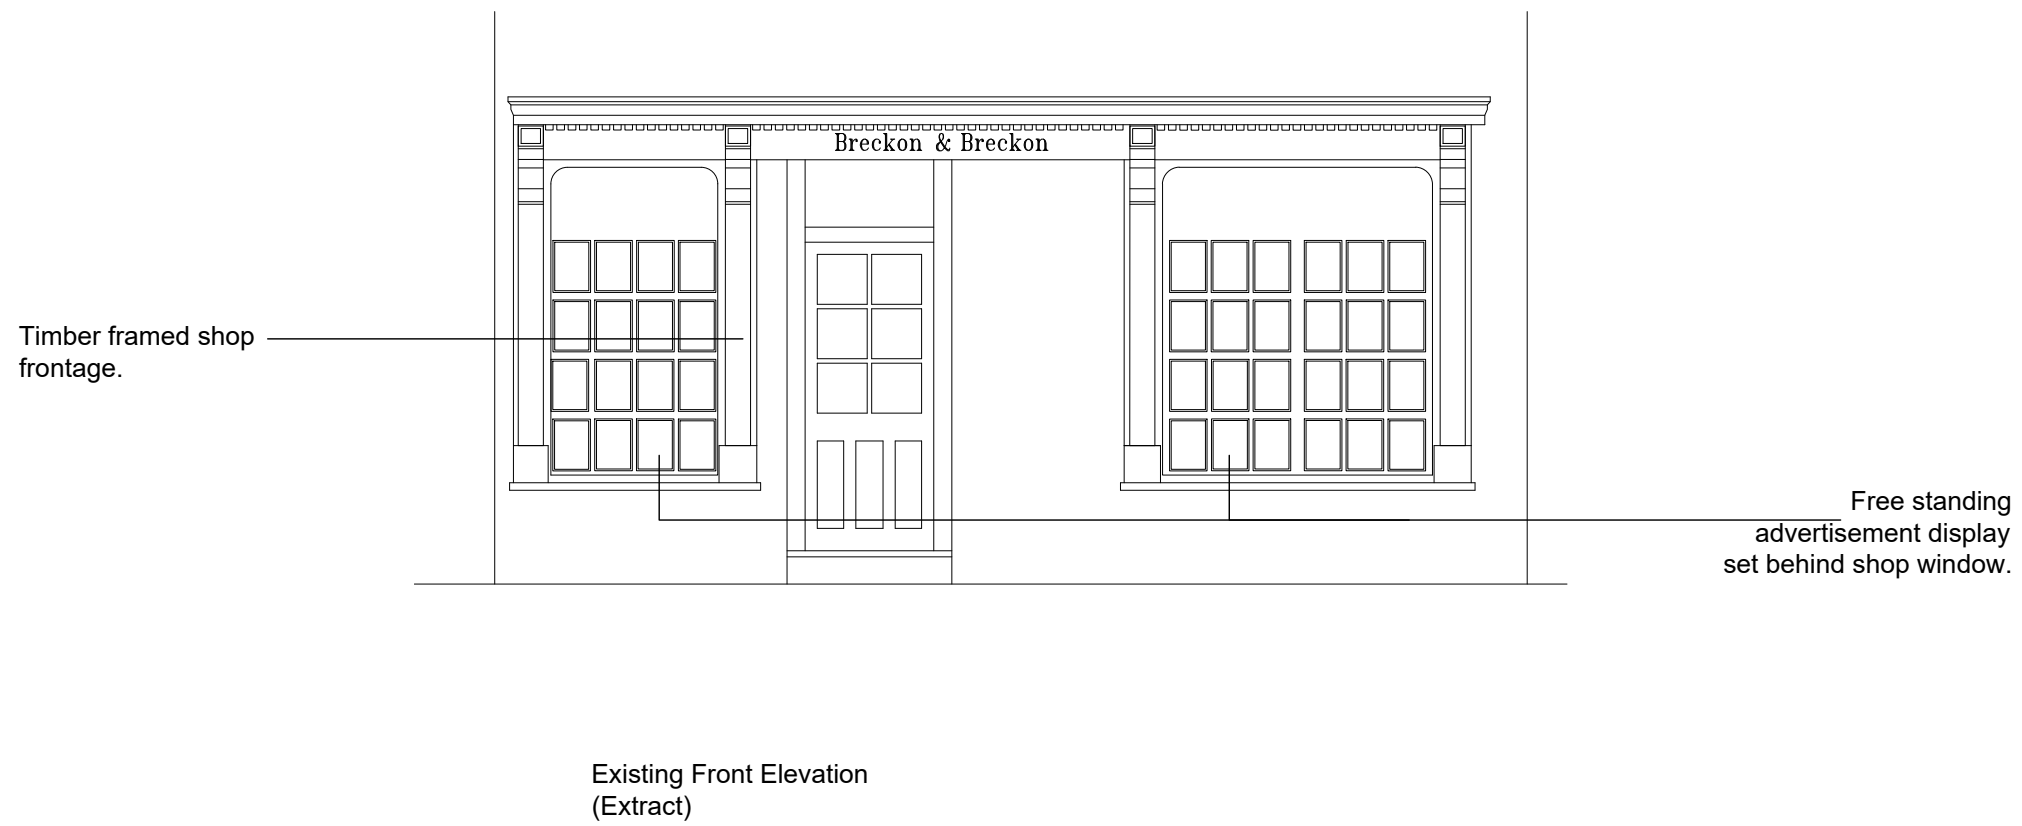 Breckon & Breckon
Timber framed shop
frontage.
Free standing
advertisement display
set behind shop window.
Existing Front Elevation
(Extract)